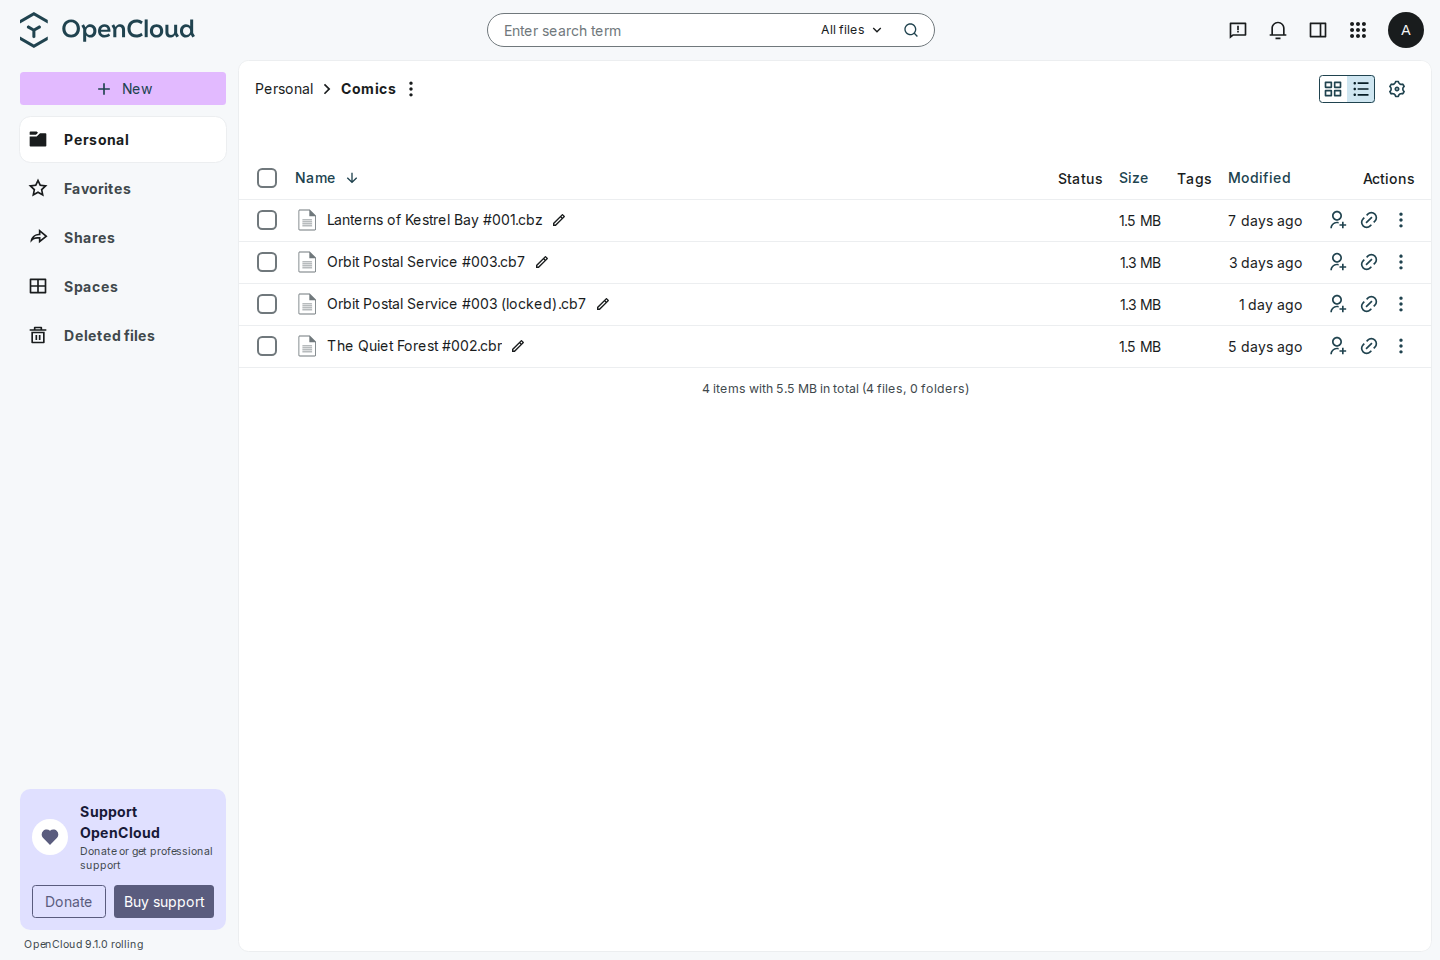 OpenCloud
Enter search term
All files
A
New
Personal
Favorites
Shares
Spaces
Deleted files
Personal
Comics
Name
Status
Size
Tags
Modified
Actions
Lanterns of Kestrel Bay #001.cbz
1.5 MB
7 days ago
Orbit Postal Service #003.cb7
1.3 MB
3 days ago
Orbit Postal Service #003 (locked).cb7
1.3 MB
1 day ago
The Quiet Forest #002.cbr
1.5 MB
5 days ago
4 items with 5.5 MB in total (4 files, 0 folders)
Support
OpenCloud
Donate or get professional
support
Donate
Buy support
OpenCloud 9.1.0 rolling